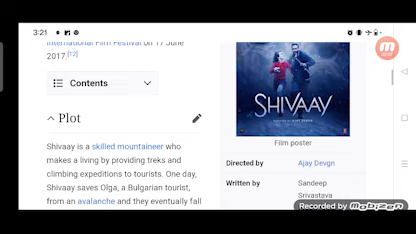 3:21
International Film Festival on 17 June
2017.[12]
Contents
Plot
Shivaay is a skilled mountaineer who
makes a living by providing treks and
climbing expeditions to tourists. One day,
Shivaay saves Olga, a Bulgarian tourist,
from an avalanche and they eventually fall
SHIVAAY
Film poster
Directed by Ajay Devgn
Written by Sandeep
Srivastava
Recorded by MOBIZEN